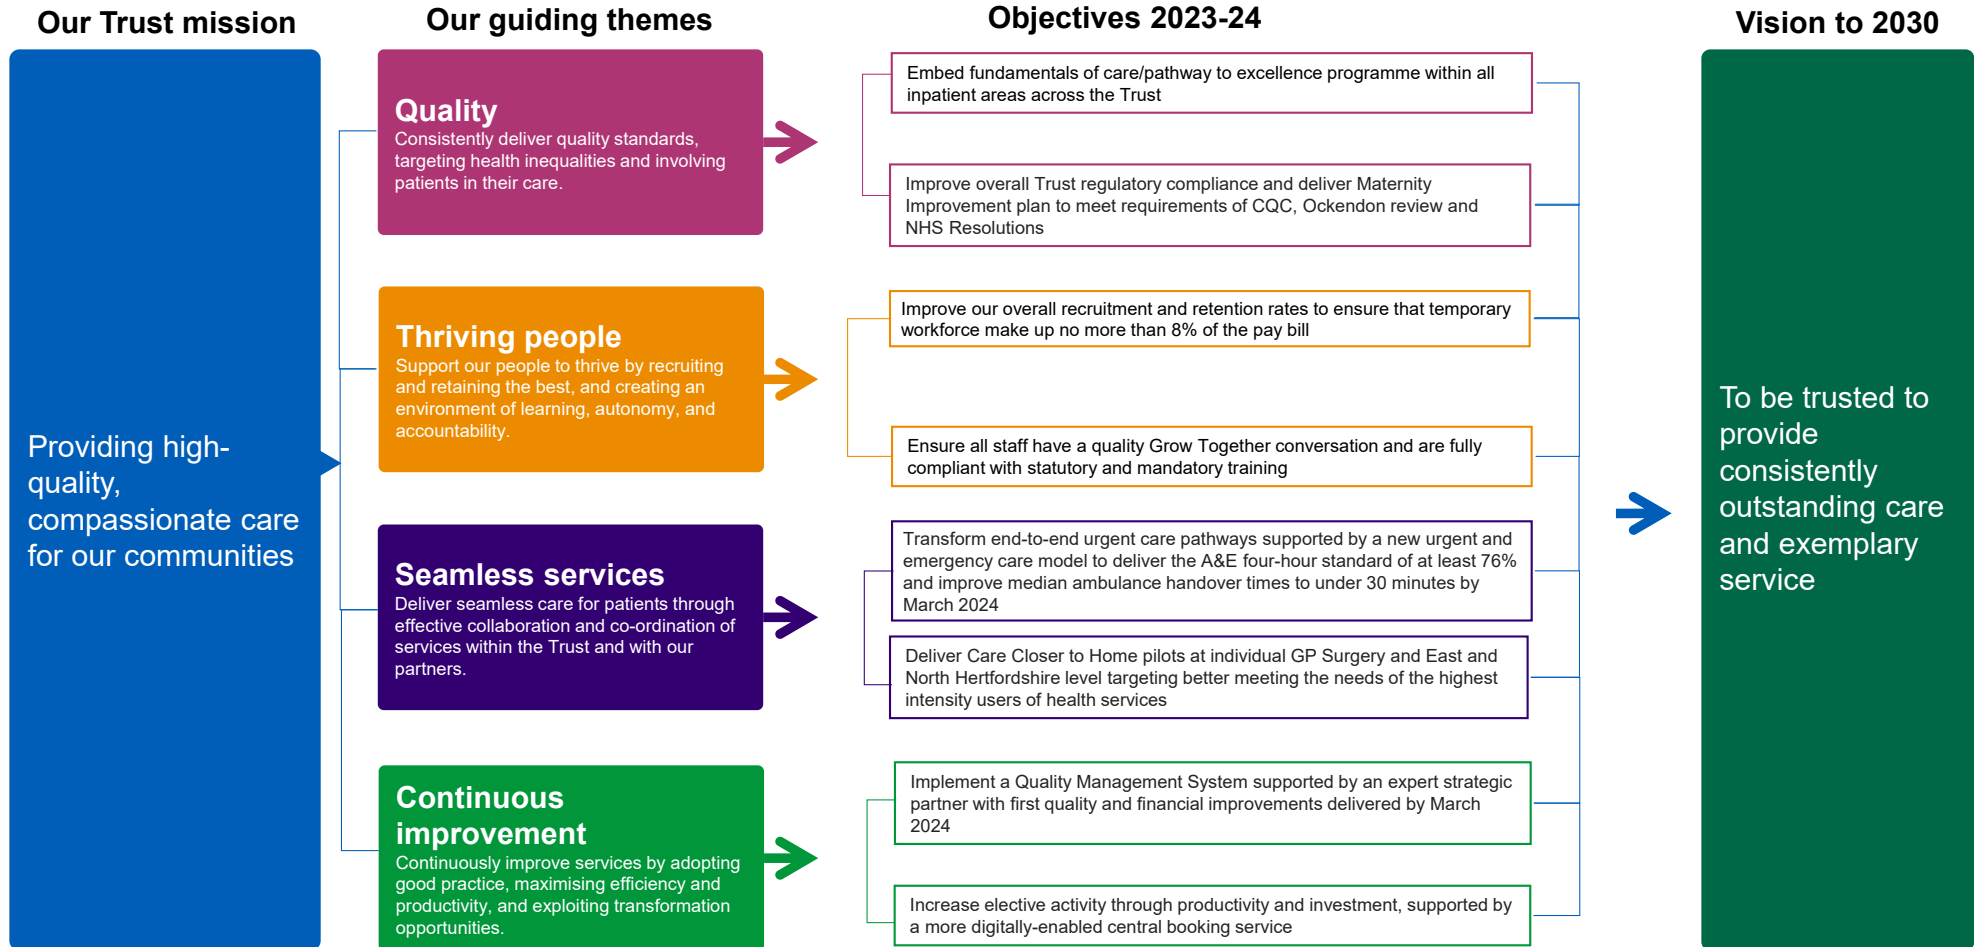 Our Trust mission
Our guiding themes
Objectives 2023-24
Vision to 2030
Providing high-
quality,
compassionate care
for our communities
Quality
Consistently deliver quality standards,
targeting health inequalities and involving
patients in their care.
Embed fundamentals of care/pathway to excellence programme within all
inpatient areas across the Trust
Improve overall Trust regulatory compliance and deliver Maternity
Improvement plan to meet requirements of CQC, Ockendon review and
NHS Resolutions
Thriving people
Support our people to thrive by recruiting
and retaining the best, and creating an
environment of learning, autonomy, and
accountability.
Improve our overall recruitment and retention rates to ensure that temporary
workforce make up no more than 8% of the pay bill
Ensure all staff have a quality Grow Together conversation and are fully
compliant with statutory and mandatory training
Seamless services
Deliver seamless care for patients through
effective collaboration and co-ordination of
services within the Trust and with our
partners.
Transform end-to-end urgent care pathways supported by a new urgent and
emergency care model to deliver the A&E four-hour standard of at least 76%
and improve median ambulance handover times to under 30 minutes by
March 2024
Deliver Care Closer to Home pilots at individual GP Surgery and East and
North Hertfordshire level targeting better meeting the needs of the highest
intensity users of health services
Continuous
improvement
Continuously improve services by adopting
good practice, maximising efficiency and
productivity, and exploiting transformation
opportunities.
Implement a Quality Management System supported by an expert strategic
partner with first quality and financial improvements delivered by March
2024
Increase elective activity through productivity and investment, supported by
a more digitally-enabled central booking service
To be trusted to
provide
consistently
outstanding care
and exemplary
service